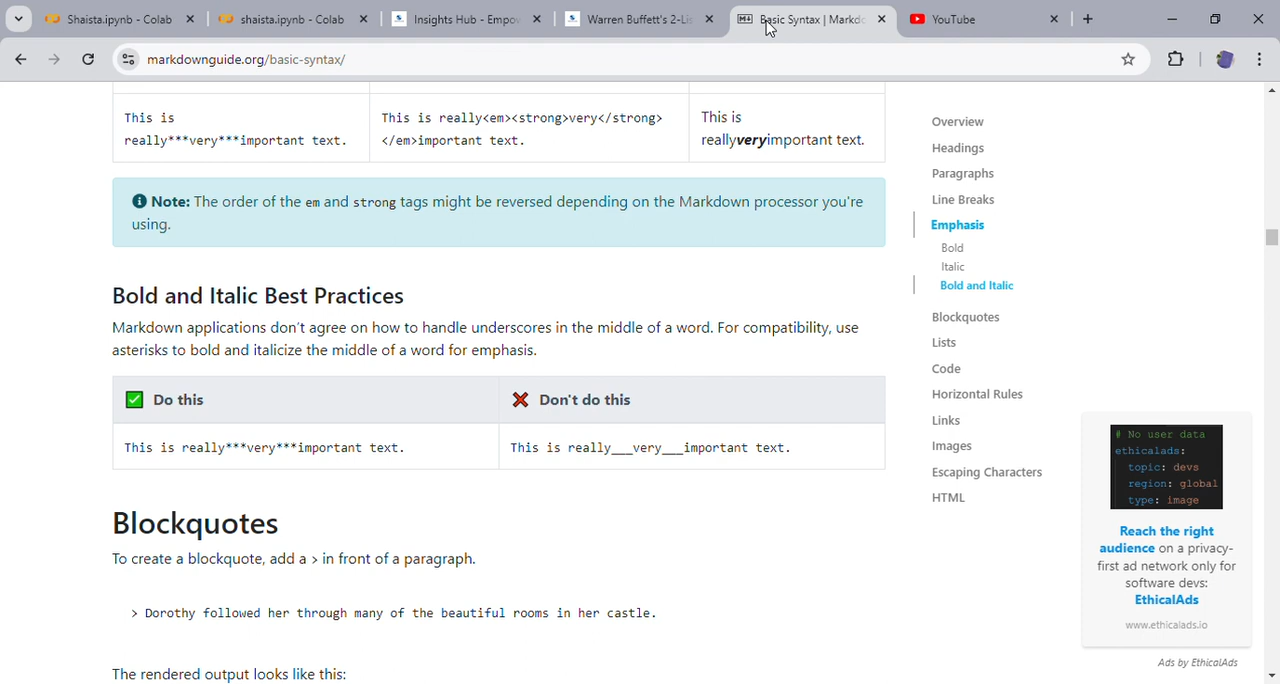 Shaista.ipynb - Colab
shaista.ipynb - Colab
Insights Hub - Empov
Warren Buffett's 2-Lis
Basic Syntax | Markdo
YouTube
markdownguide.org/basic-syntax/
This is
really***very***important text.
This is really<em><strong>very</strong>
</em>important text.
This is
reallyveryimportant text.
Note: The order of the em and strong tags might be reversed depending on the Markdown processor you're
using.
Bold and Italic Best Practices
Markdown applications don't agree on how to handle underscores in the middle of a word. For compatibility, use
asterisks to bold and italicize the middle of a word for emphasis.
Do this
Don't do this
This is really***very***important text.
This is really___very___important text.
Blockquotes
To create a blockquote, add a > in front of a paragraph.
> Dorothy followed her through many of the beautiful rooms in her castle.
The rendered output looks like this:
Overview
Headings
Paragraphs
Line Breaks
Emphasis
Bold
Italic
Bold and Italic
Blockquotes
Lists
Code
Horizontal Rules
Links
Images
Escaping Characters
HTML
# No user data
ethicalads:
topic: devs
region: global
type: image
Reach the right
audience on a privacy-
first ad network only for
software devs:
EthicalAds
www.ethicalads.io
Ads by EthicalAds